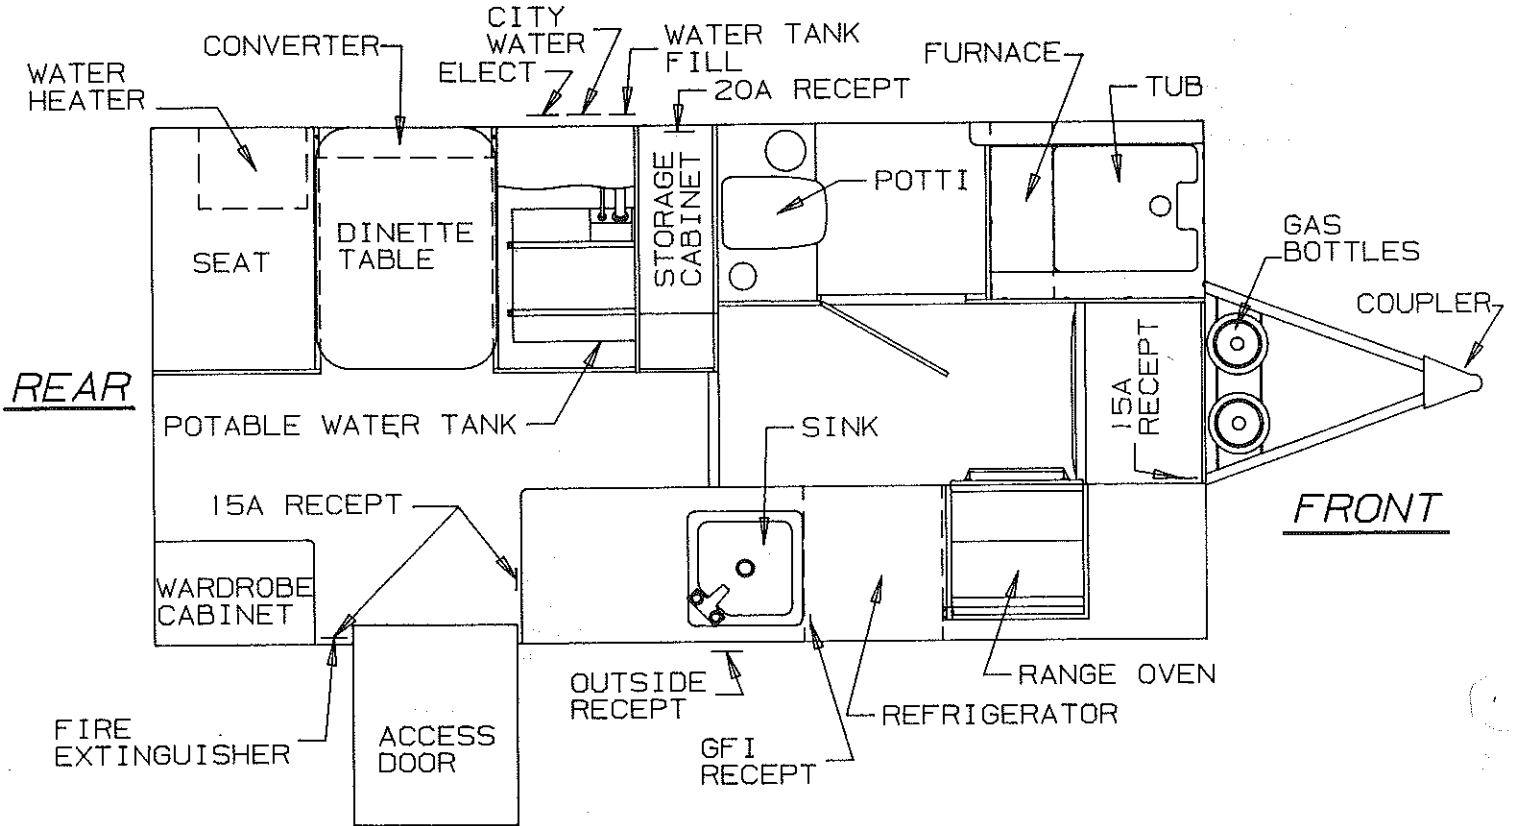 CITY
WATER
ELECT
WATER TANK
FILL
20A RECEPT
CONVERTER
WATER
HEATER
FURNACE
TUB
POTTI
STORAGE
CABINET
SEAT
DINETTE
TABLE
GAS
BOTTLES
COUPLER
REAR
POTABLE WATER TANK
SINK
15A
RECEPT
15A RECEPT
FRONT
WARDROBE
CABINET
OUTSIDE
RECEPT
RANGE OVEN
REFRIGERATOR
FIRE
EXTINGUISHER
ACCESS
DOOR
GFI
RECEPT